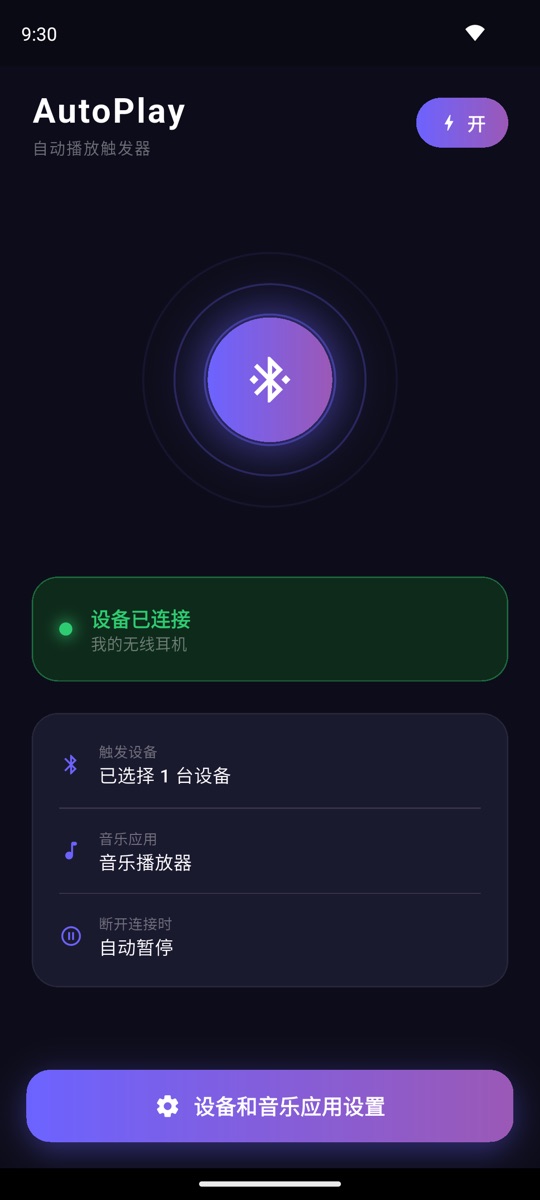 9:30
AutoPlay
自动播放触发器
开
设备已连接
我的无线耳机
触发设备
已选择 1 台设备
音乐应用
音乐播放器
断开连接时
自动暂停
设备和音乐应用设置